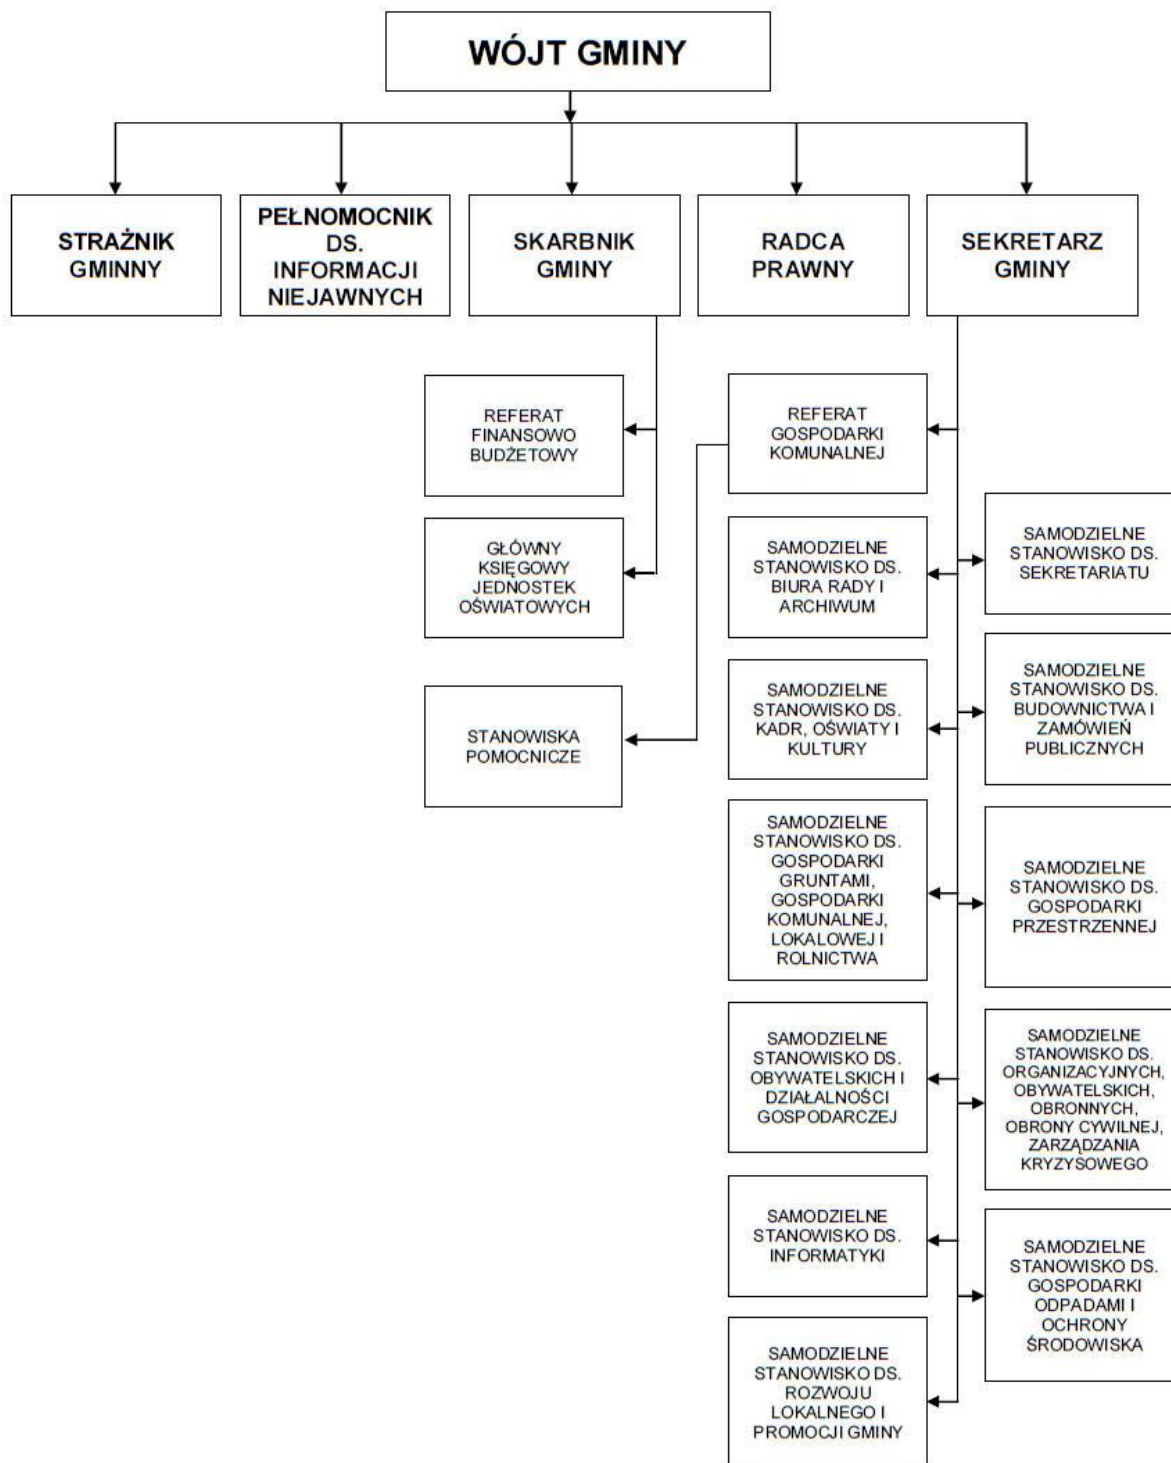 WÓJT GMINY
STRAŻNIK
GMINNY
PEŁNOMOCNIK
DS.
INFORMACJI
NIEJAWNYCH
SKARBNIK
GMINY
RADCA
PRAWNY
SEKRETARZ
GMINY
REFERAT
FINANSOWO
BUDŻETOWY
GŁÓWNY
KSIĘGOWY
JEDNOSTEK
OŚWIATOWYCH
STANOWISKA
POMOCNICZE
REFERAT
GOSPODARKI
KOMUNALNEJ
SAMODZIELNE
STANOWISKO DS.
BIURA RADY I
ARCHIWUM
SAMODZIELNE
STANOWISKO DS.
KADR, OŚWIATY I
KULTURY
SAMODZIELNE
STANOWISKO DS.
GOSPODARKI
GRUNTAMI,
GOSPODARKI
KOMUNALNEJ,
LOKALOWEJ I
ROLNICTWA
SAMODZIELNE
STANOWISKO DS.
OBYWATELSKICH I
DZIAŁALNOŚCI
GOSPODARCZEJ
SAMODZIELNE
STANOWISKO DS.
INFORMATYKI
SAMODZIELNE
STANOWISKO DS.
ROZWOJU
LOKALNEGO I
PROMOCJI GMINY
SAMODZIELNE
STANOWISKO DS.
SEKRETARIATU
SAMODZIELNE
STANOWISKO DS.
BUDOWNICTWA I
ZAMÓWIEŃ
PUBLICZNYCH
SAMODZIELNE
STANOWISKO DS.
GOSPODARKI
PRZESTRZENNEJ
SAMODZIELNE
STANOWISKO DS.
ORGANIZACYJNYCH,
OBYWATELSKICH,
OBRONNYCH,
OBRONY CYWILNEJ,
ZARZĄDZANIA
KRYZYSOWEGO
SAMODZIELNE
STANOWISKO DS.
GOSPODARKI
ODPADAMI I
OCHRONY
ŚRODOWISKA